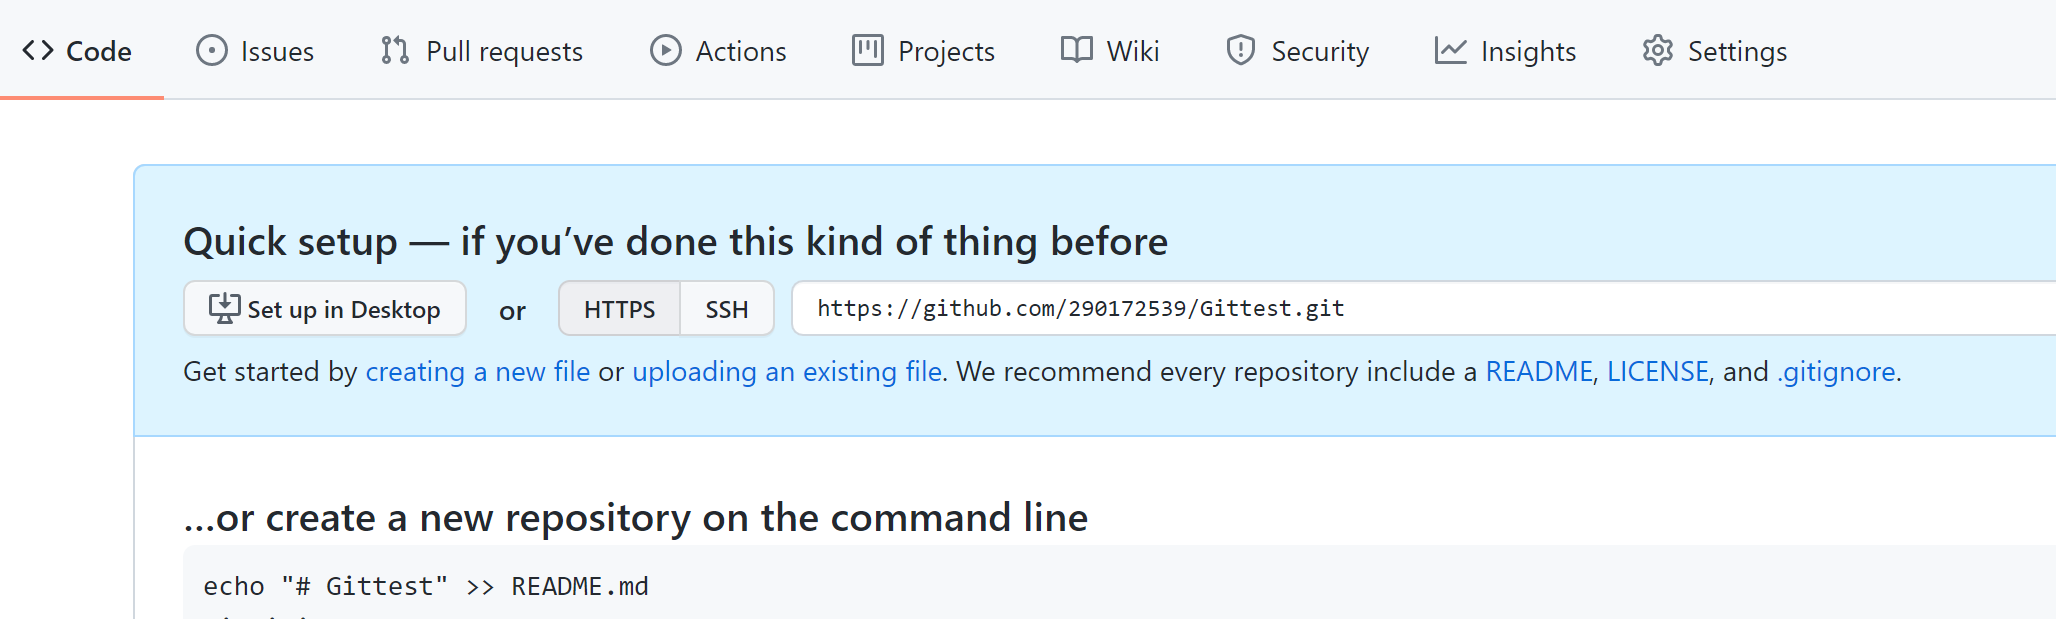 Code Issues Pull requests Actions Projects Wiki Security Insights Settings
Quick setup — if you’ve done this kind of thing before
Set up in Desktop or HTTPS SSH https://github.com/290172539/Gittest.git
Get started by creating a new file or uploading an existing file. We recommend every repository include a README, LICENSE, and .gitignore.
…or create a new repository on the command line
echo "# Gittest" >> README.md